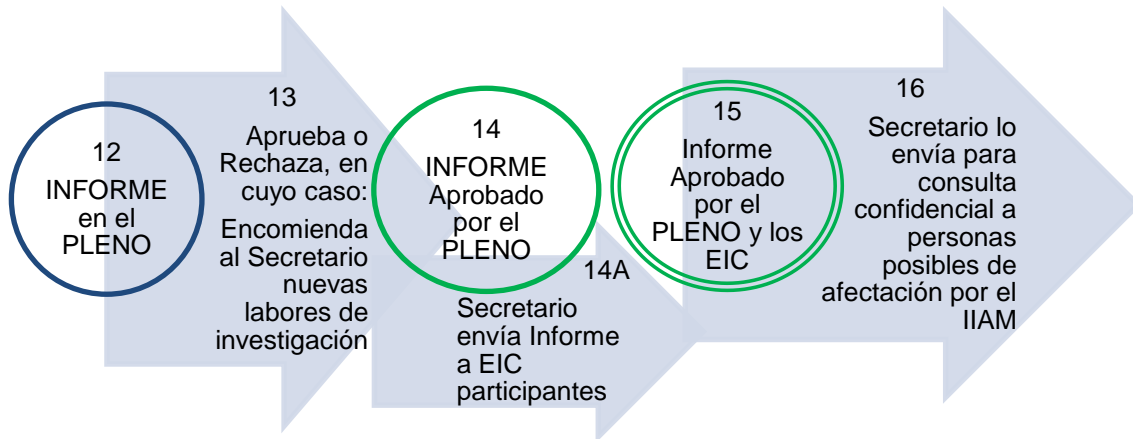 12
INFORME
en el
PLENO
13
Aprueba o
Rechaza, en
cuyo caso:
Encomienda
al Secretario
nuevas
labores de
investigación
14
INFORME
Aprobado
por el
PLENO
14A
Secretario
envía Informe
a EIC
participantes
15
Informe
Aprobado
por el
PLENO y los
EIC
16
Secretario lo
envía para
consulta
confidencial a
personas
posibles de
afectación por el
IIAM